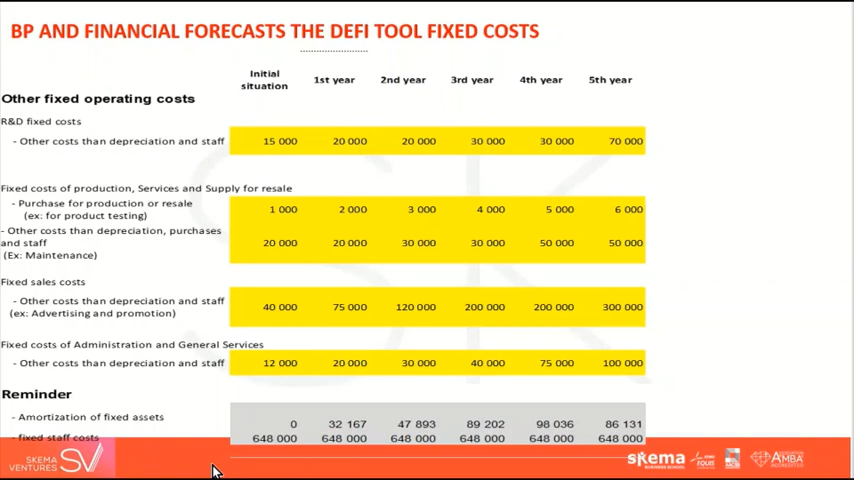 BP AND FINANCIAL FORECASTS THE DEFI TOOL FIXED COSTS
Initial situation 1st year 2nd year 3rd year 4th year 5th year
Other fixed operating costs
R&D fixed costs
- Other costs than depreciation and staff 15 000 20 000 20 000 30 000 30 000 70 000
Fixed costs of production, Services and Supply for resale
- Purchase for production or resale
(ex: for product testing) 1 000 2 000 3 000 4 000 5 000 6 000
- Other costs than depreciation, purchases
and staff 20 000 20 000 30 000 30 000 50 000 50 000
(Ex: Maintenance)
Fixed sales costs
- Other costs than depreciation and staff 40 000 75 000 120 000 200 000 200 000 300 000
(ex: Advertising and promotion)
Fixed costs of Administration and General Services
- Other costs than depreciation and staff 12 000 20 000 30 000 40 000 75 000 100 000
Reminder
- Amortization of fixed assets 0 32 167 47 893 89 202 98 036 86 131
- fixed staff costs 648 000 648 000 648 000 648 000 648 000 648 000
SKEMA
VENTURES SV
skema
BUSINESS SCHOOL
AMBA
ACCREDITED